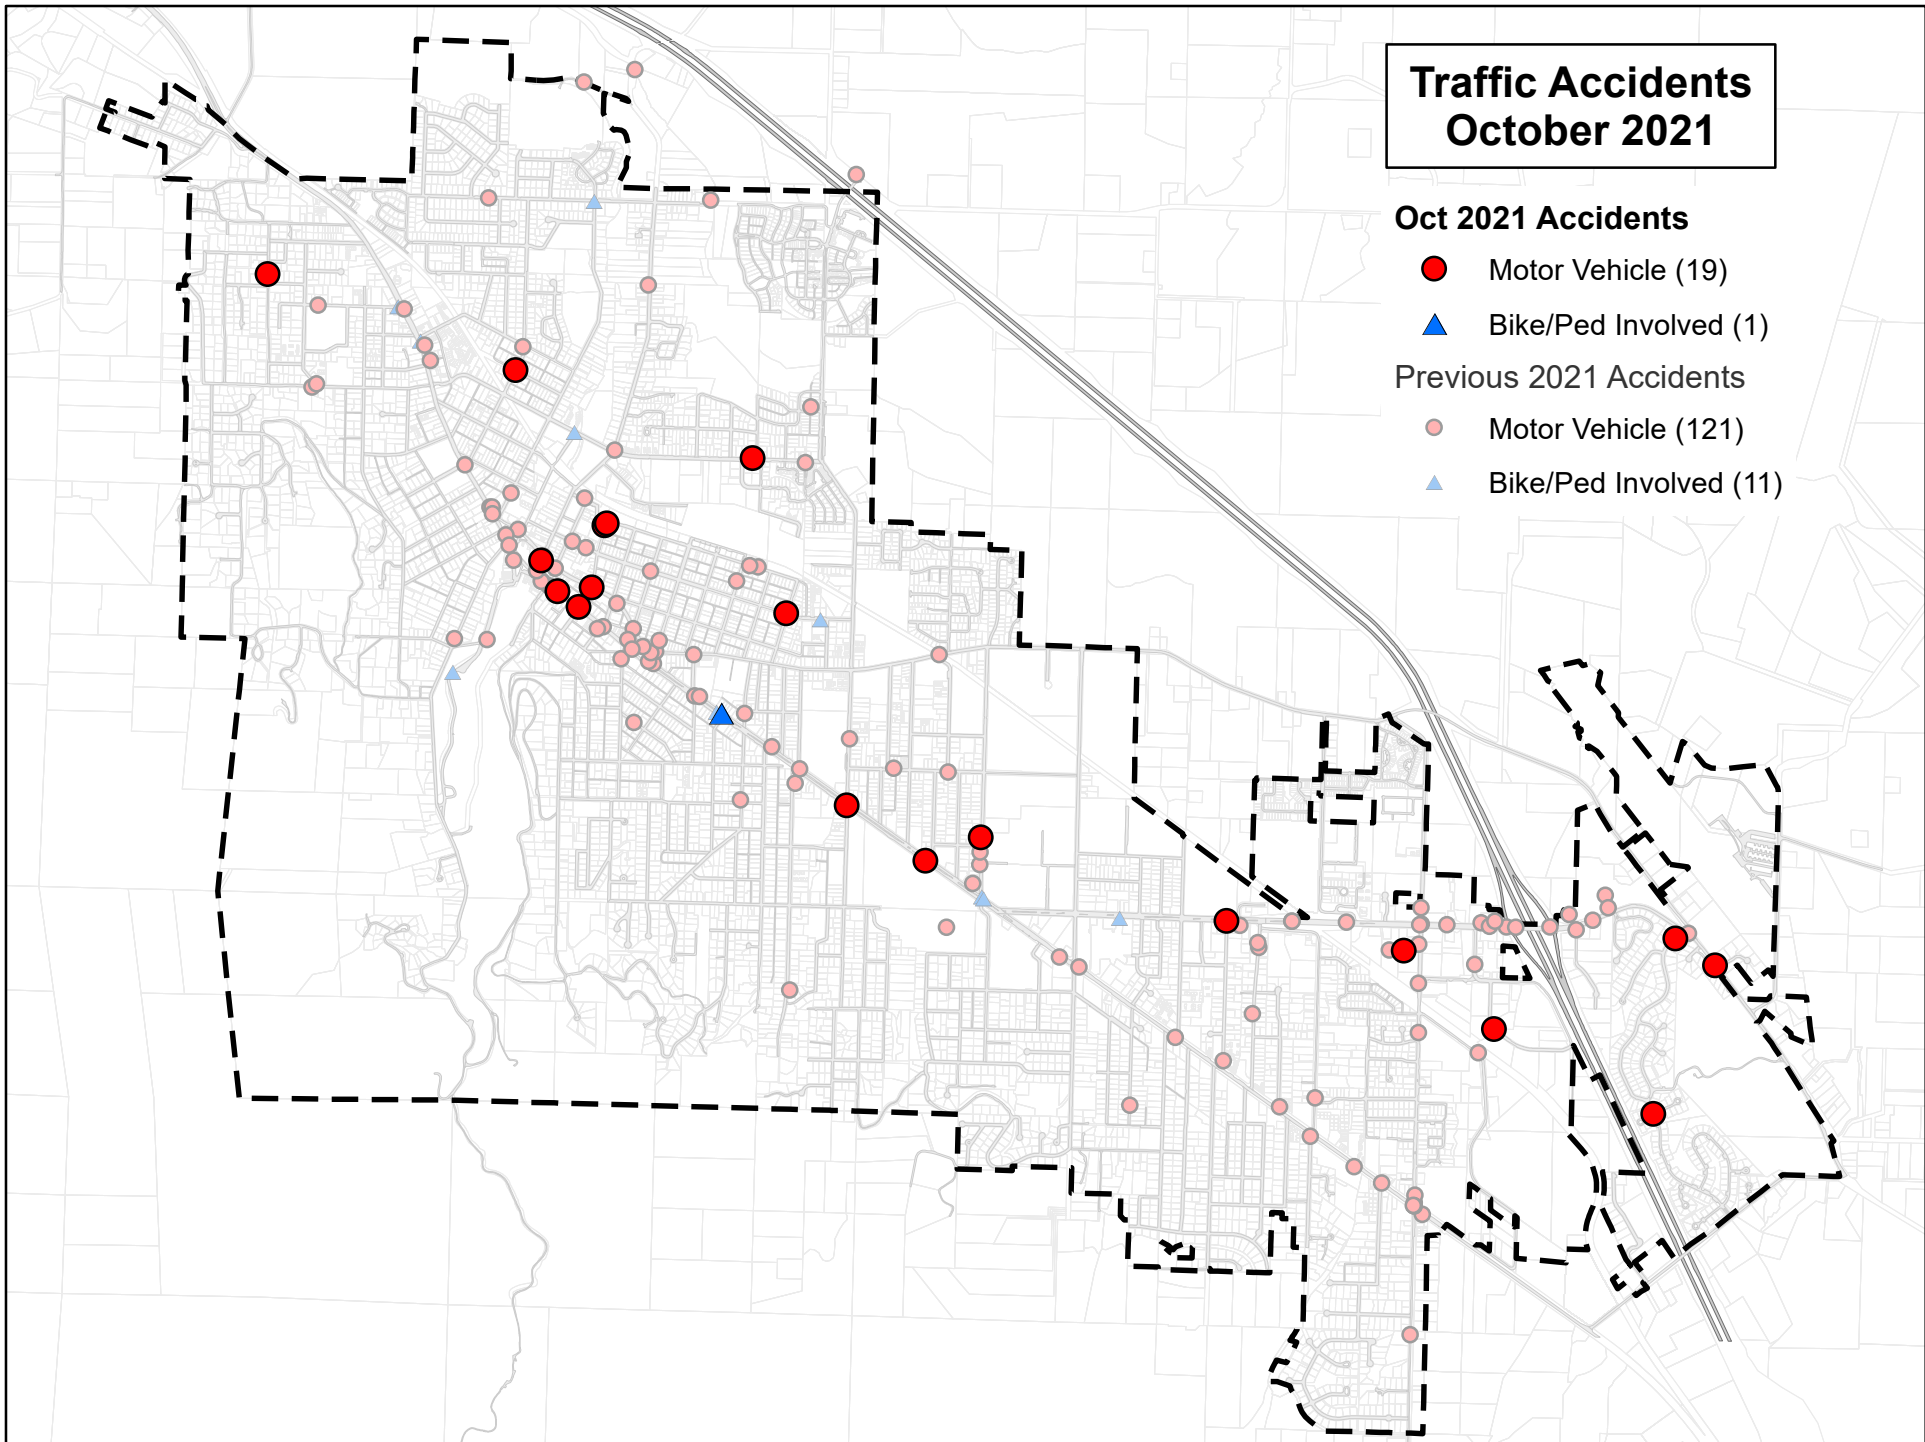 Traffic Accidents
October 2021
Oct 2021 Accidents
Motor Vehicle (19)
Bike/Ped Involved (1)
Previous 2021 Accidents
Motor Vehicle (121)
Bike/Ped Involved (11)